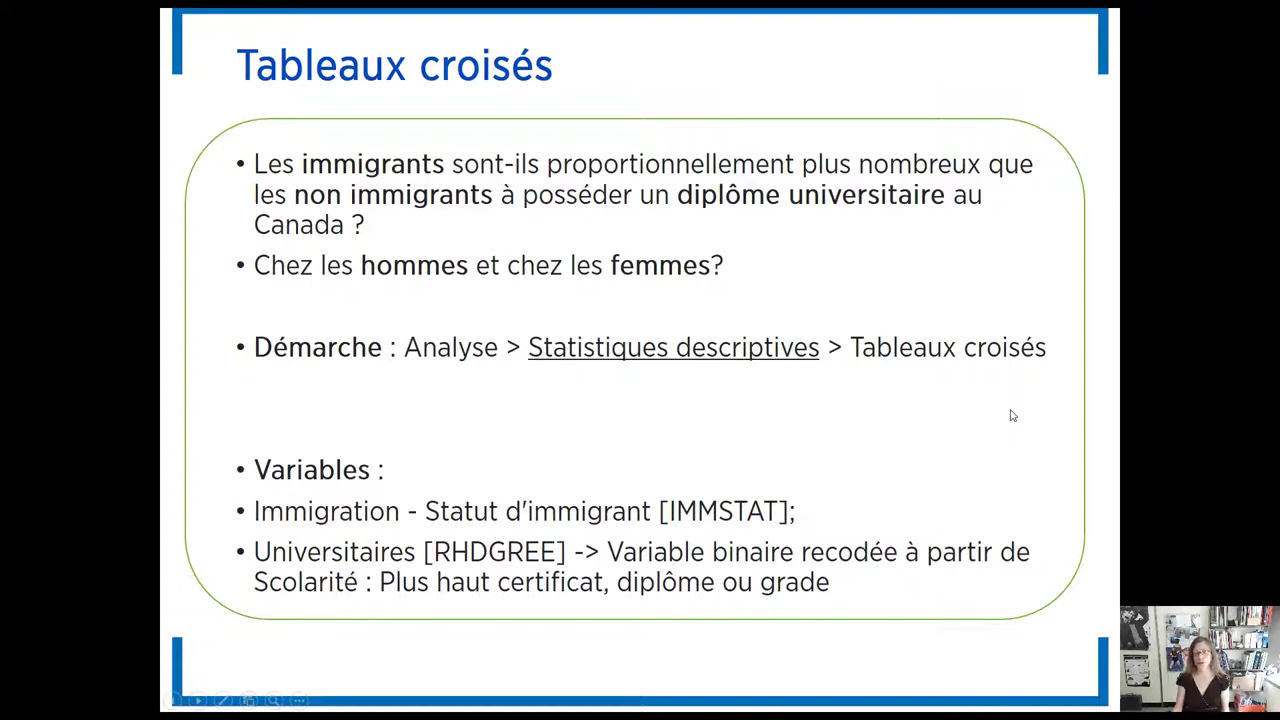 Tableaux croisés
• Les immigrants sont-ils proportionnellement plus nombreux que
les non immigrants à posséder un diplôme universitaire au
Canada ?
• Chez les hommes et chez les femmes?
• Démarche : Analyse > Statistiques descriptives > Tableaux croisés
• Variables :
• Immigration - Statut d'immigrant [IMMSTAT];
• Universitaires [RHDGREE] -> Variable binaire recodée à partir de
Scolarité : Plus haut certificat, diplôme ou grade